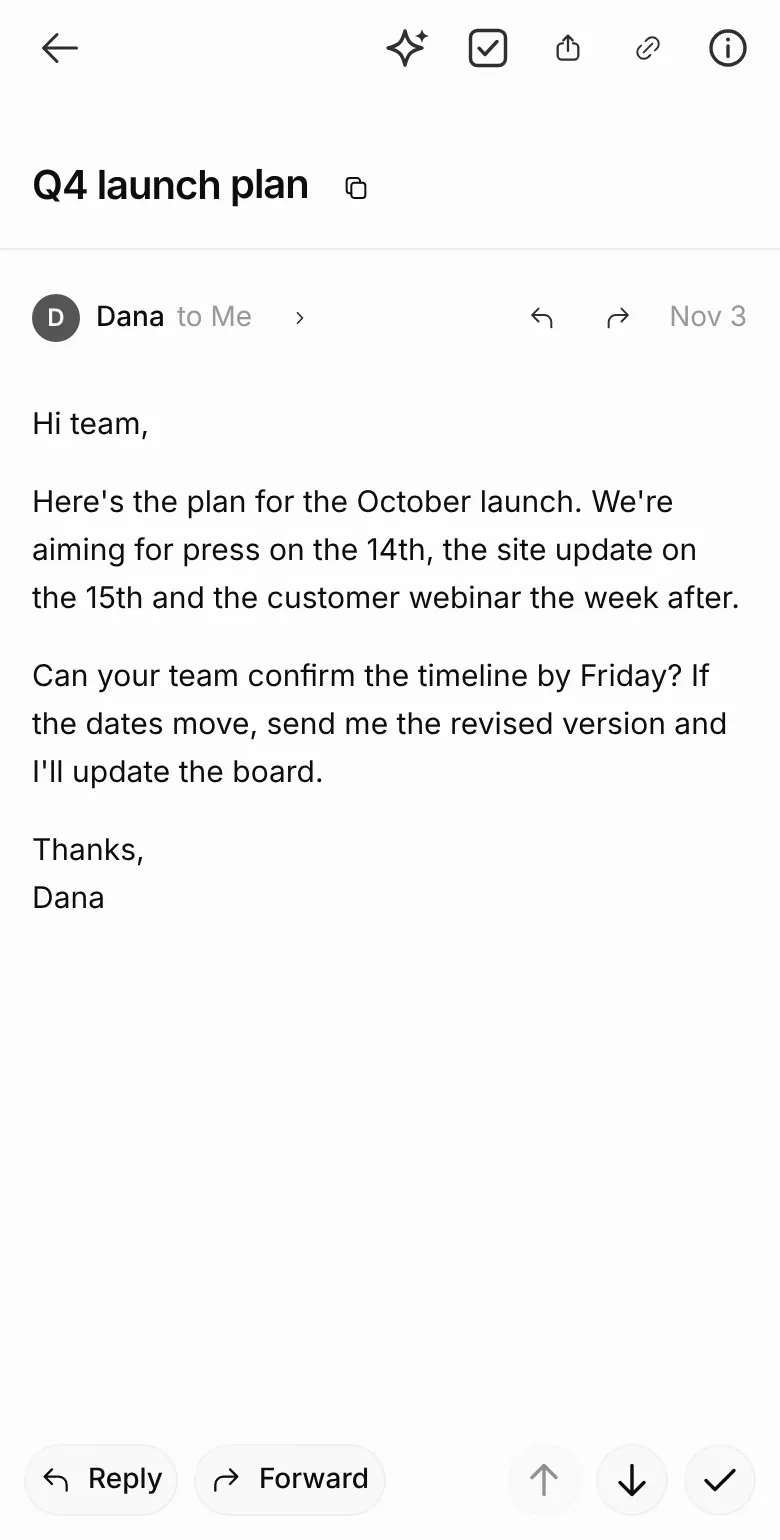 Q4 launch plan
D
Dana to Me
Nov 3
Hi team,
Here's the plan for the October launch. We're
aiming for press on the 14th, the site update on
the 15th and the customer webinar the week after.
Can your team confirm the timeline by Friday? If
the dates move, send me the revised version and
I'll update the board.
Thanks,
Dana
Reply
Forward